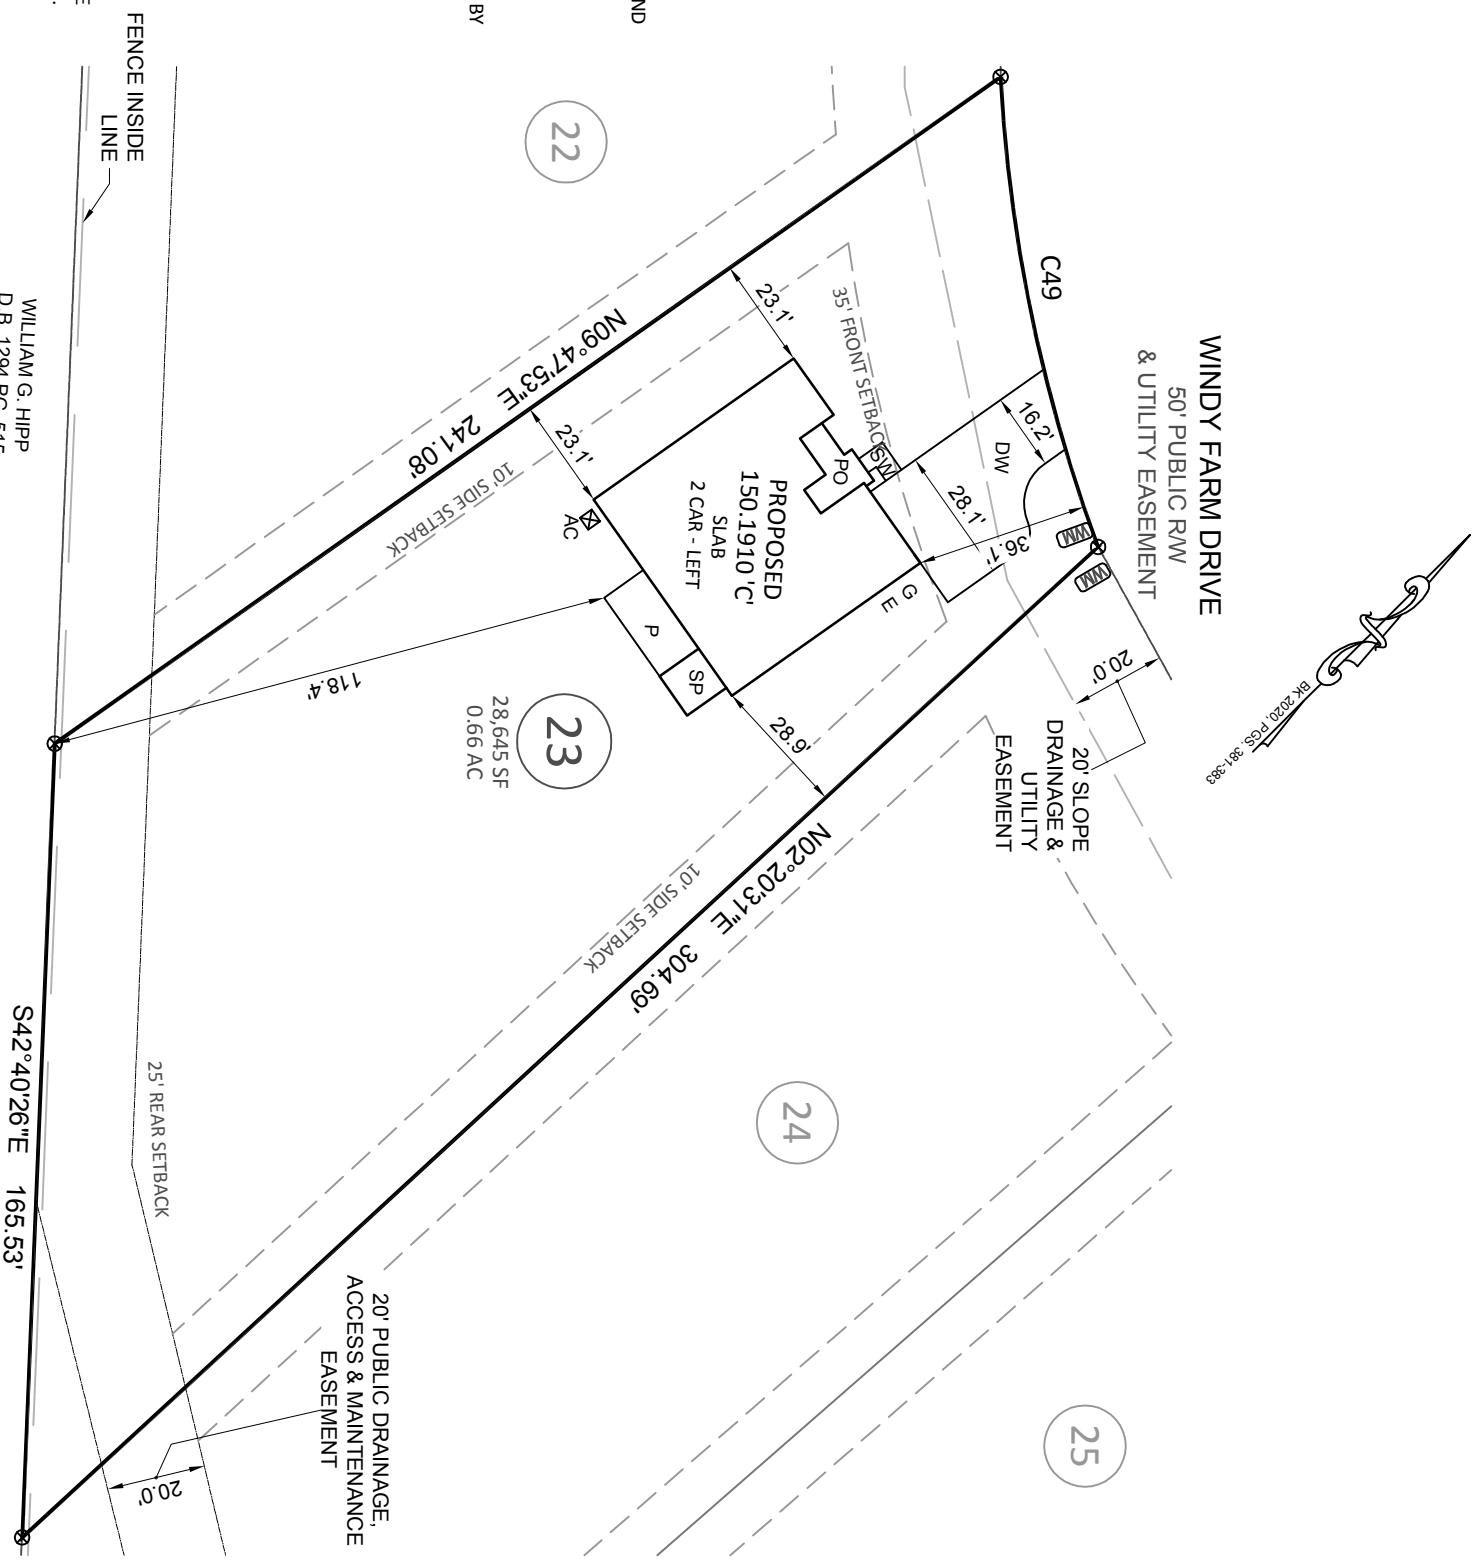 WINDY FARM DRIVE
50' PUBLIC R/W
& UTILITY EASEMENT
BK 2020, PGS. 381-383
C49
20.0'
20' SLOPE
DRAINAGE &
UTILITY
EASEMENT
WM
WM
16.2'
DW
28.1'
36.1'
35' FRONT SETBACK
SW
PO
G
E
23.1'
23.1'
PROPOSED
150.1910 'C'
SLAB
2 CAR - LEFT
AC
P
SP
28.9'
118.4'
N09°47'53"E 241.08'
10' SIDE SETBACK
N02°20'31"E 304.69'
10' SIDE SETBACK
22
23
28,645 SF
0.66 AC
24
25
25' REAR SETBACK
20' PUBLIC DRAINAGE,
ACCESS & MAINTENANCE
EASEMENT
20.0'
S42°40'26"E 165.53'
FENCE INSIDE
LINE
WILLIAM G. HIPP
D.B. 1294 PG. 515
ND
BY
E